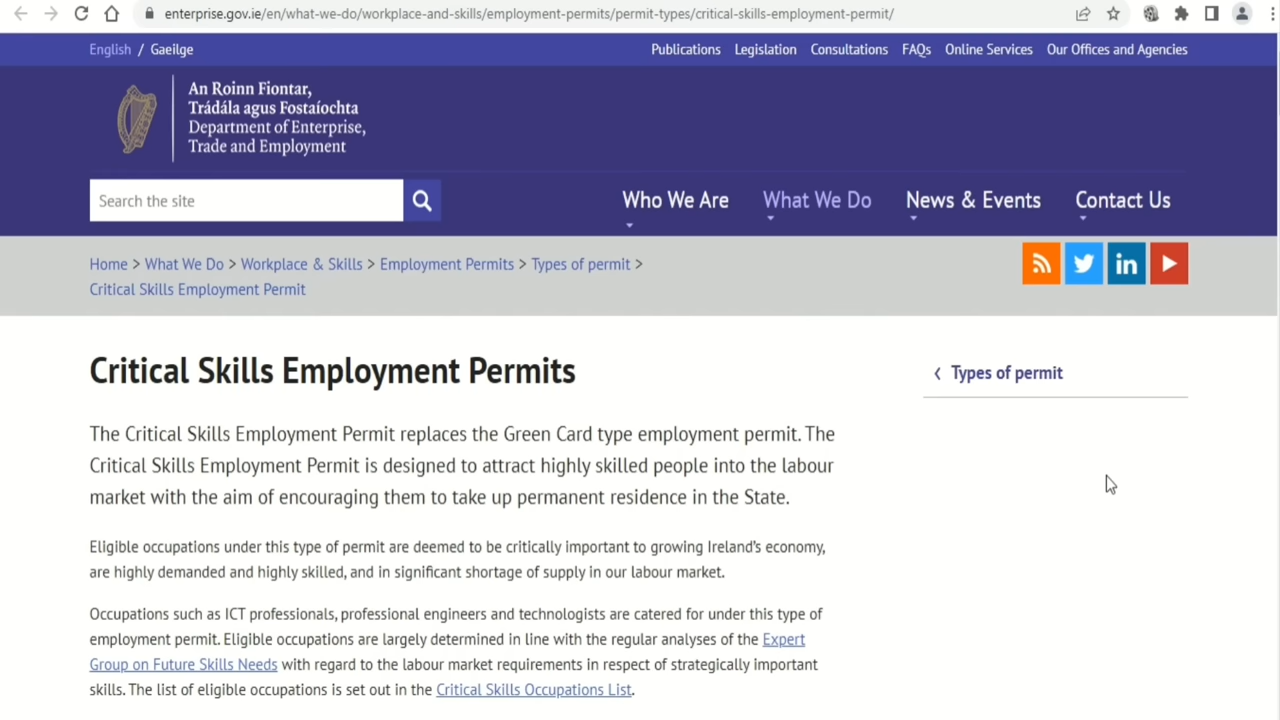 enterprise.gov.ie/en/what-we-do/workplace-and-skills/employment-permits/permit-types/critical-skills-employment-permit/
English / Gaeilge
Publications Legislation Consultations FAQs Online Services Our Offices and Agencies
An Roinn Fiontar,
Trádála agus Fostaíochta
Department of Enterprise,
Trade and Employment
Search the site
Who We Are What We Do News & Events Contact Us
Home > What We Do > Workplace & Skills > Employment Permits > Types of permit >
Critical Skills Employment Permit
in
Critical Skills Employment Permits
‹ Types of permit
The Critical Skills Employment Permit replaces the Green Card type employment permit. The
Critical Skills Employment Permit is designed to attract highly skilled people into the labour
market with the aim of encouraging them to take up permanent residence in the State.
Eligible occupations under this type of permit are deemed to be critically important to growing Ireland's economy,
are highly demanded and highly skilled, and in significant shortage of supply in our labour market.
Occupations such as ICT professionals, professional engineers and technologists are catered for under this type of
employment permit. Eligible occupations are largely determined in line with the regular analyses of the Expert
Group on Future Skills Needs with regard to the labour market requirements in respect of strategically important
skills. The list of eligible occupations is set out in the Critical Skills Occupations List.